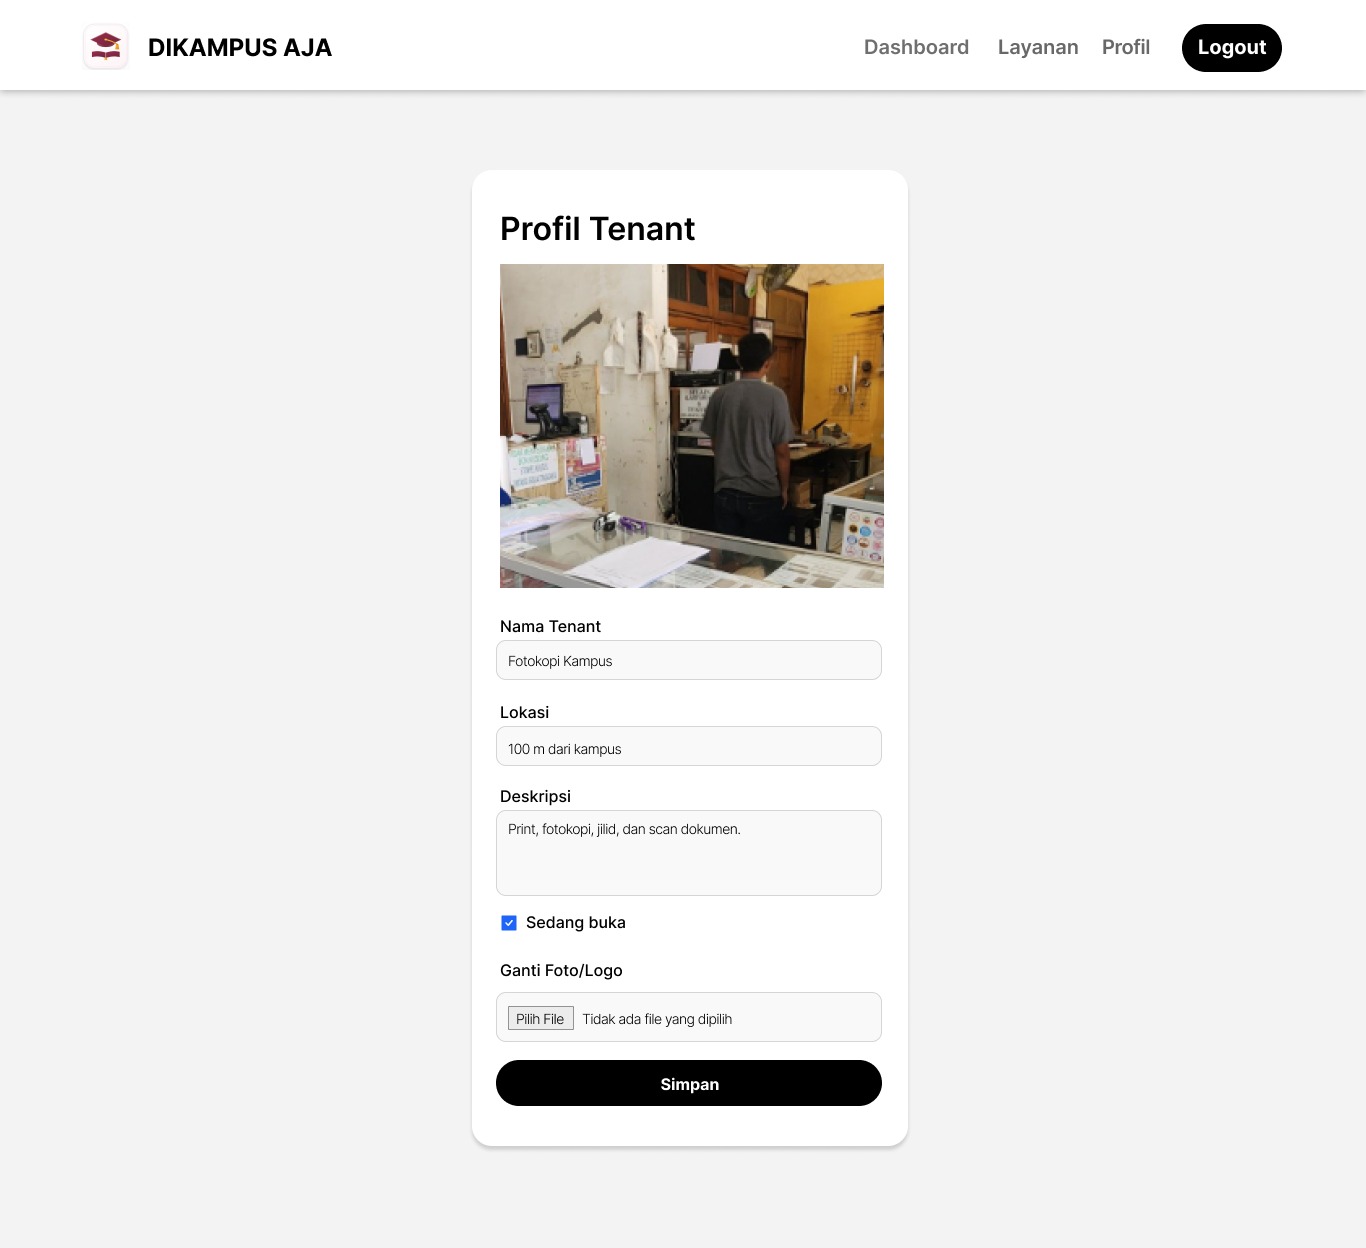 DIKAMPUS AJA
Dashboard
Layanan
Profil
Logout
Profil Tenant
Nama Tenant
Fotokopi Kampus
Lokasi
100 m dari kampus
Deskripsi
Print, fotokopi, jilid, dan scan dokumen.
Sedang buka
Ganti Foto/Logo
Pilih File Tidak ada file yang dipilih
Simpan